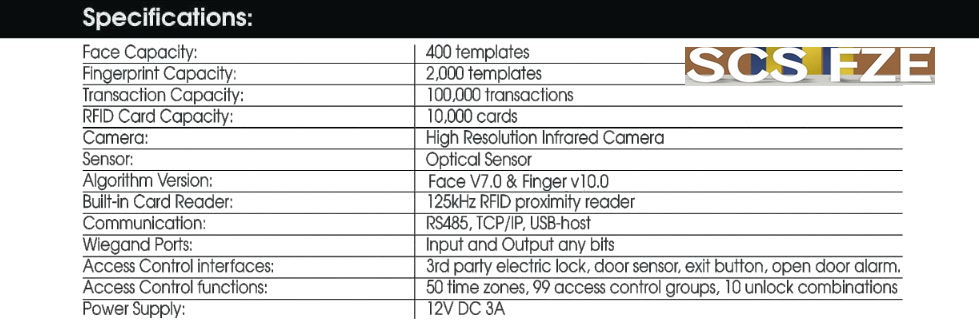 Specifications:
Face Capacity: 400 templates
SCS FZE
Fingerprint Capacity: 2,000 templates
Transaction Capacity: 100,000 transactions
RFID Card Capacity: 10,000 cards
Camera: High Resolution Infrared Camera
Sensor: Optical Sensor
Algorithm Version: Face V7.0 & Finger v10.0
Built-in Card Reader: 125kHz RFID proximity reader
Communication: RS485, TCP/IP, USB-host
Wiegand Ports: Input and Output any bits
Access Control interfaces: 3rd party electric lock, door sensor, exit button, open door alarm.
Access Control functions: 50 time zones, 99 access control groups, 10 unlock combinations
Power Supply: 12V DC 3A